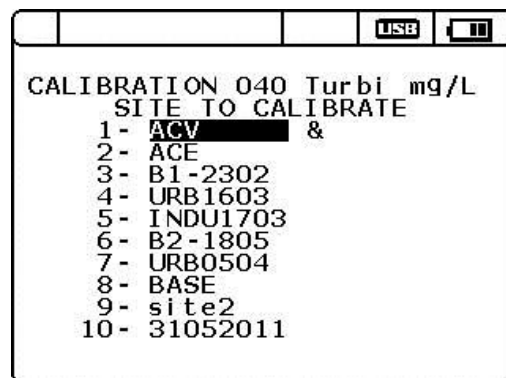 USB
CALIBRATION 040 Turbi mg/L
SITE TO CALIBRATE
1- ACV &
2- ACE
3- B1-2302
4- URB1603
5- INDU1703
6- B2-1805
7- URB0504
8- BASE
9- site2
10- 31052011